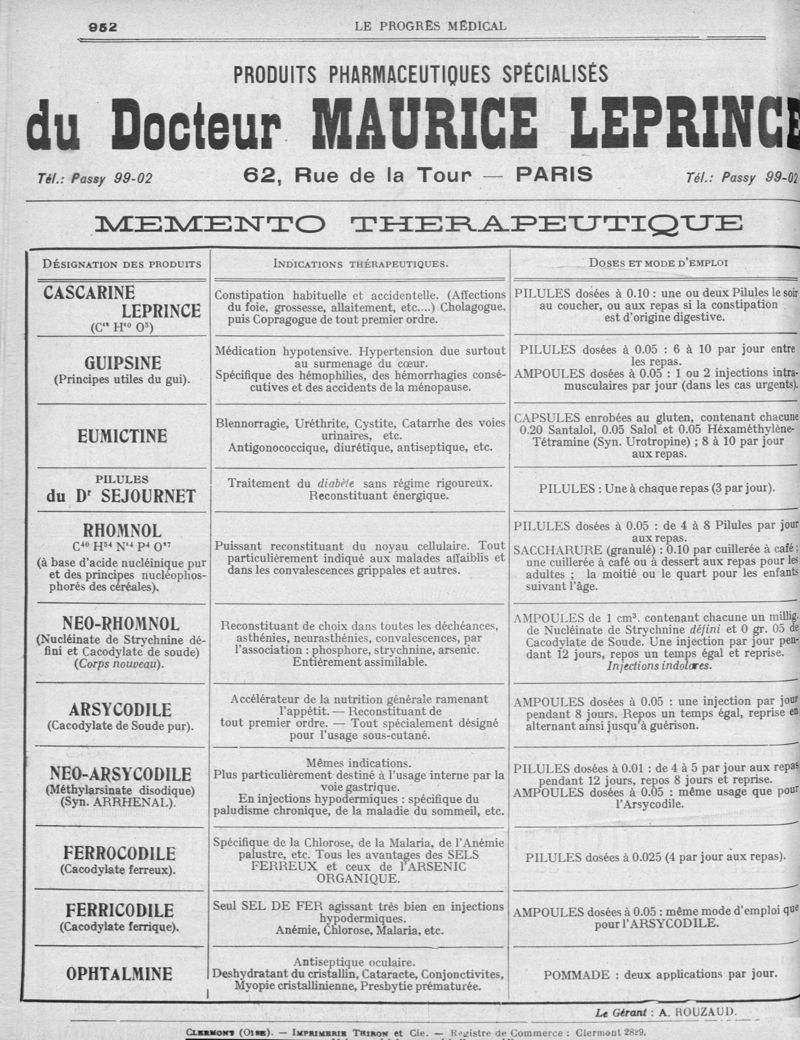 952
LE PROGRÈS MÉDICAL
PRODUITS PHARMACEUTIQUES SPÉCIALISÉS
du Docteur MAURICE LEPRINCE
Tél.: Passy 99-02
62, Rue de la Tour — PARIS
Tél.: Passy 99-02
MEMENTO THERAPEUTIQUE
DÉSIGNATION DES PRODUITS
INDICATIONS THÉRAPEUTIQUES.
DOSES ET MODE D'EMPLOI
CASCARINE
LEPRINCE
Constipation habituelle et accidentelle. (Affections
du foie, grossesse, allaitement, etc....) Cholagogue,
puis Copragogue de tout premier ordre.
PILULES dosées à 0.10 : une ou deux Pilules le soir
au coucher, ou aux repas si la constipation
est d'origine digestive.
GUIPSINE
(Principes utiles du gui).
Médication hypotensive. Hypertension due surtout
au surmenage du cœur.
Spécifique des hémophilies, des hémorrhagies consé-
cutives et des accidents de la ménopause.
PILULES dosées à 0.05 : 6 à 10 par jour entre
les repas.
AMPOULES dosées à 0.05 : 1 ou 2 injections intra-
musculaires par jour (dans les cas urgents).
EUMICTINE
Blennorragie, Uréthrite, Cystite, Catarrhe des voies
urinaires, etc.
Antigonococcique, diurétique, antiseptique, etc.
CAPSULES enrobées au gluten, contenant chacune
0.20 Santalol, 0.05 Salol et 0.05 Héxaméthylène-
Tétramine (Syn. Urotropine) ; 8 à 10 par jour
aux repas.
PILULES
du Dr SEJOURNET
Traitement du diabète sans régime rigoureux.
Reconstituant énergique.
PILULES : Une à chaque repas (3 par jour).
RHOMNOL
(à base d'acide nucléinique pur
et des principes nucléophos-
phorés des céréales).
Puissant reconstituant du noyau cellulaire. Tout
particulièrement indiqué aux malades affaiblis et
dans les convalescences grippales et autres.
PILULES dosées à 0.05 : de 4 à 8 Pilules par jour
aux repas.
SACCHARURE (granulé) : 0.10 par cuillerée à café ;
une cuillerée à café ou à dessert aux repas pour les
adultes ; la moitié ou le quart pour les enfants
suivant l'âge.
NEO-RHOMNOL
(Nucléinate de Strychnine dé-
fini et Cacodylate de soude)
(Corps nouveau).
Reconstituant de choix dans toutes les déchéances,
asthénies, neurasthénies, convalescences, par
l'association : phosphore, strychnine, arsenic.
Entièrement assimilable.
AMPOULES de 1 cm³. contenant chacune un millig.
de Nucléinate de Strychnine défini et 0 gr. 05 de
Cacodylate de Soude. Une injection par jour pen-
dant 12 jours, repos un temps égal et reprise.
Injections indolores.
ARSYCODILE
(Cacodylate de Soude pur).
Accélérateur de la nutrition générale ramenant
l'appétit. — Reconstituant de
tout premier ordre. — Tout spécialement désigné
pour l'usage sous-cutané.
AMPOULES dosées à 0.05 : une injection par jour
pendant 8 jours. Repos un temps égal, reprise en
alternant ainsi jusqu'à guérison.
NEO-ARSYCODILE
(Méthylarsinate disodique)
(Syn. ARRHENAL).
Mêmes indications.
Plus particulièrement destiné à l'usage interne par la
voie gastrique.
En injections hypodermiques : spécifique du
paludisme chronique, de la maladie du sommeil, etc.
PILULES dosées à 0.01 : de 4 à 5 par jour aux repas
pendant 12 jours, repos 8 jours et reprise.
AMPOULES dosées à 0.05 : même usage que pour
l'Arsycodile.
FERROCODILE
(Cacodylate ferreux).
Spécifique de la Chlorose, de la Malaria, de l'Anémie
palustre, etc. Tous les avantages des SELS
FERREUX et ceux de l'ARSENIC
ORGANIQUE.
PILULES dosées à 0.025 (4 par jour aux repas).
FERRICODILE
(Cacodylate ferrique).
Seul SEL DE FER agissant très bien en injections
hypodermiques.
Anémie, Chlorose, Malaria, etc.
AMPOULES dosées à 0.05 : même mode d'emploi que
pour l'ARSYCODILE.
OPHTALMINE
Antiseptique oculaire.
Deshydratant du cristallin, Cataracte, Conjonctivites,
Myopie cristallinienne, Presbytie prématurée.
POMMADE : deux applications par jour.
Le Gérant : A. ROUZAUD.
CLERMONT (OISE). — IMPRIMERIE THIRON et Cie. — Registre de Commerce : Clermont 2829.